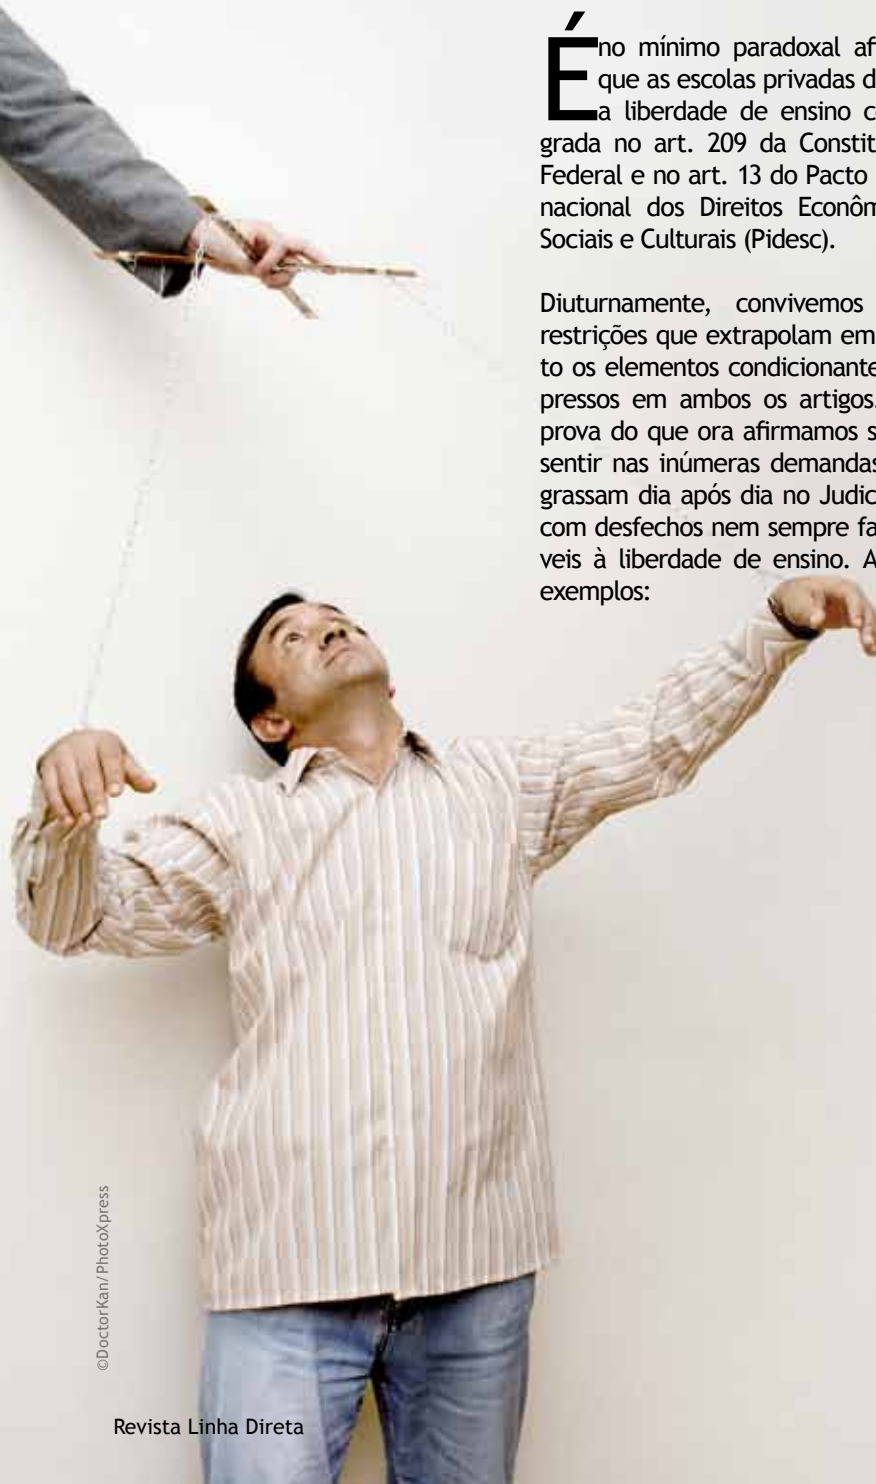 É no mínimo paradoxal afi
que as escolas privadas d
a liberdade de ensino c
grada no art. 209 da Constit
Federal e no art. 13 do Pacto
nacional dos Direitos Econôm
Sociais e Culturais (Pidesc).
Diuturnamente, convivemos
restrições que extrapolam em
to os elementos condicionante
pressos em ambos os artigos.
prova do que ora afirmamos s
sentir nas inúmeras demandas
grassam dia após dia no Judic
com desfechos nem sempre fa
veis à liberdade de ensino. A
exemplos:
©DoctorKan/PhotoXpress
Revista Linha Direta